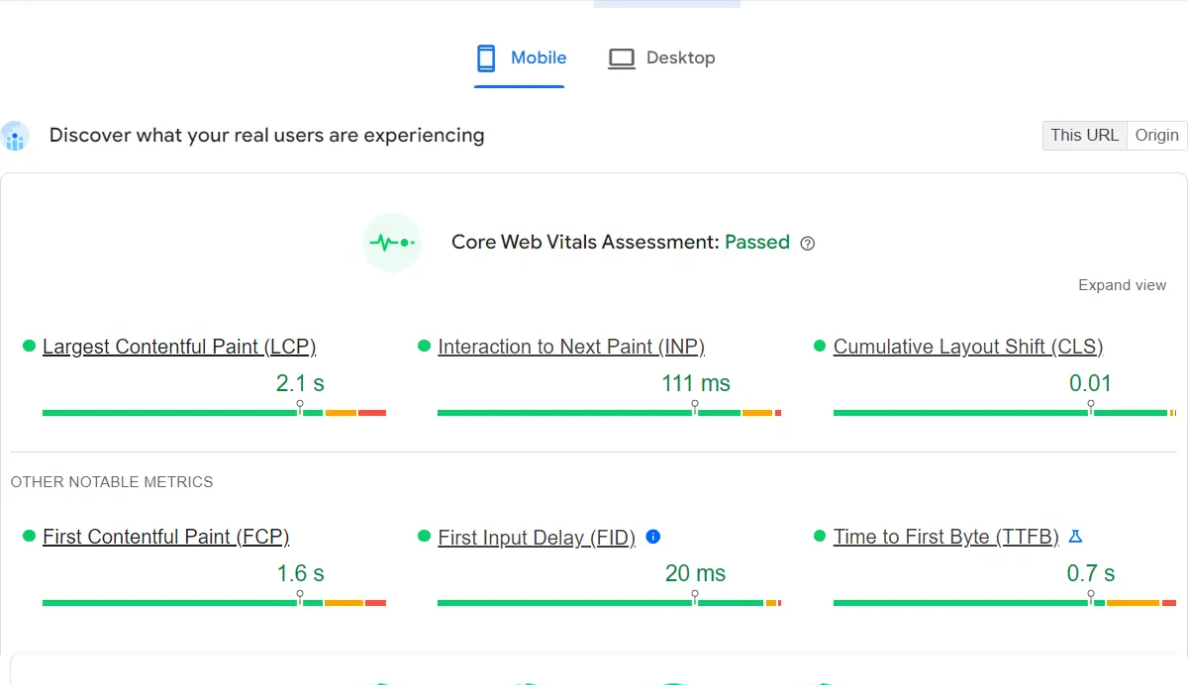 Mobile
Desktop
Discover what your real users are experiencing
This URL
Origin
Core Web Vitals Assessment: Passed
Expand view
Largest Contentful Paint (LCP)
Interaction to Next Paint (INP)
Cumulative Layout Shift (CLS)
2.1 s
111 ms
0.01
OTHER NOTABLE METRICS
First Contentful Paint (FCP)
First Input Delay (FID)
Time to First Byte (TTFB)
1.6 s
20 ms
0.7 s